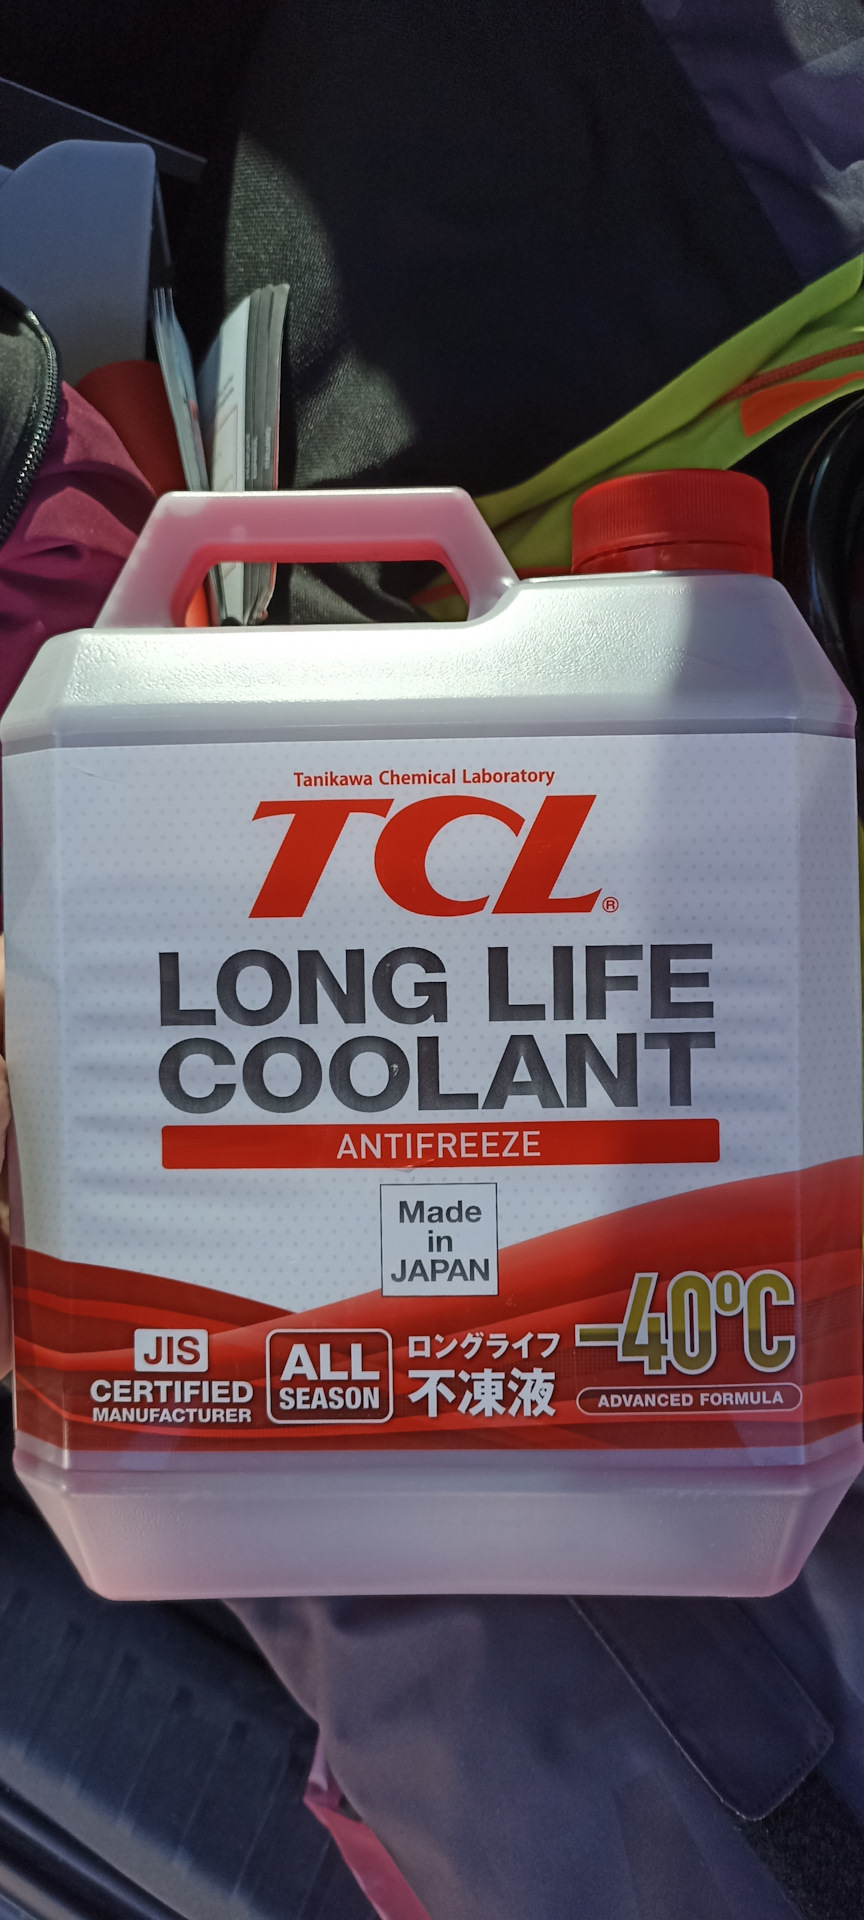 Tanikawa Chemical Laboratory
TCL®
LONG LIFE
COOLANT
ANTIFREEZE
Made
in
JAPAN
JIS
CERTIFIED
MANUFACTURER
ALL
SEASON
ロングライフ
不凍液
-40°C
ADVANCED FORMULA